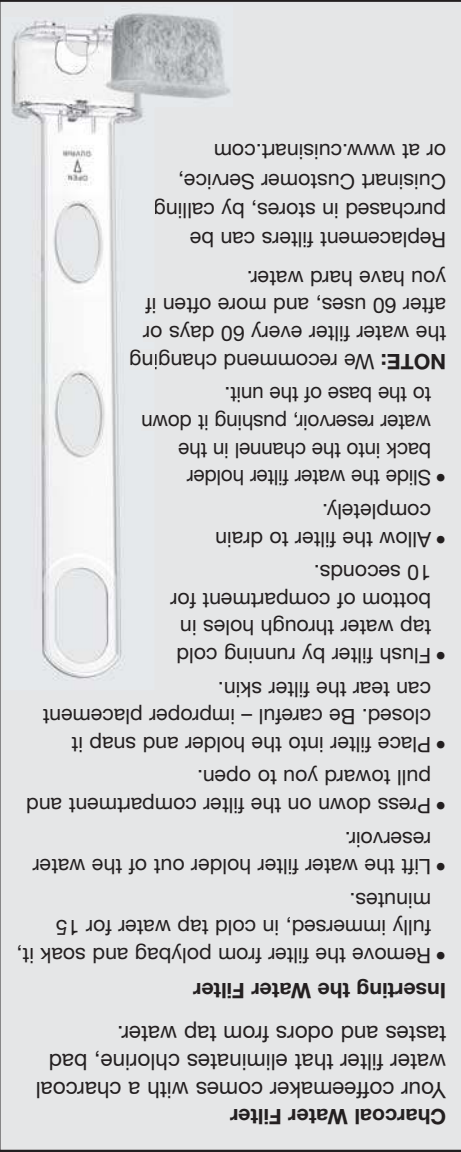 Charcoal Water Filter
Your coffeemaker comes with a charcoal
water filter that eliminates chlorine, bad
tastes and odors from tap water.
Inserting the Water Filter
• Remove the filter from polybag and soak it,
fully immersed, in cold tap water for 15
minutes.
• Lift the water filter holder out of the water
reservoir.
• Press down on the filter compartment and
pull toward you to open.
• Place filter into the holder and snap it
closed. Be careful – improper placement
can tear the filter skin.
• Flush filter by running cold
tap water through holes in
bottom of compartment for
10 seconds.
• Allow the filter to drain
completely.
• Slide the water filter holder
back into the channel in the
water reservoir, pushing it down
to the base of the unit.
NOTE: We recommend changing
the water filter every 60 days or
after 60 uses, and more often if
you have hard water.
Replacement filters can be
purchased in stores, by calling
Cuisinart Customer Service,
or at www.cuisinart.com
OPEN
OUVRIR